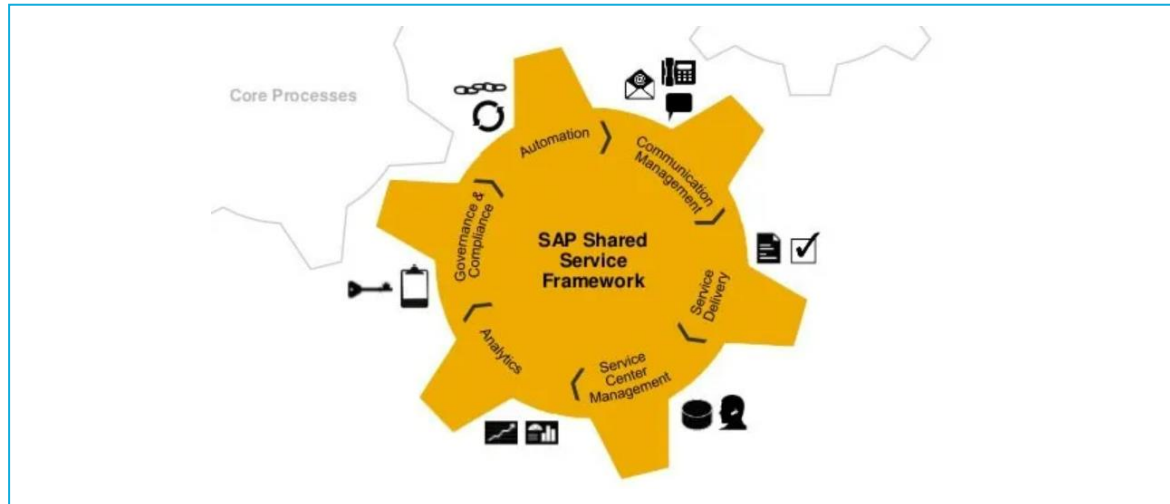 Core Processes
Automation
Communication
Management
Service
Delivery
Service
Center
Management
Analytics
Governance &
Compliance
SAP Shared
Service
Framework